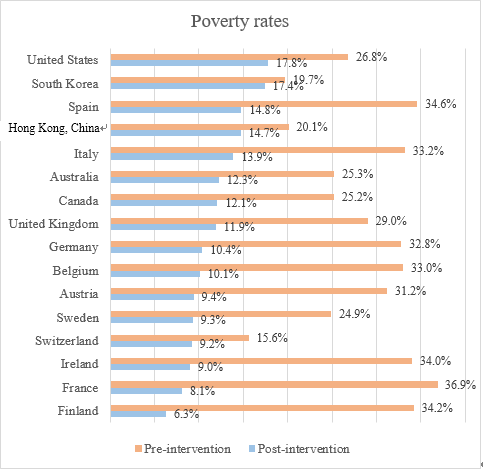 Poverty rates
United States 26.8% 17.8%
South Korea 19.7% 17.4%
Spain 34.6% 14.8%
Hong Kong, China↵ 20.1% 14.7%
Italy 33.2% 13.9%
Australia 25.3% 12.3%
Canada 25.2% 12.1%
United Kingdom 29.0% 11.9%
Germany 32.8% 10.4%
Belgium 33.0% 10.1%
Austria 31.2% 9.4%
Sweden 24.9% 9.3%
Switzerland 15.6% 9.2%
Ireland 34.0% 9.0%
France 36.9% 8.1%
Finland 34.2% 6.3%
Pre-intervention Post-intervention